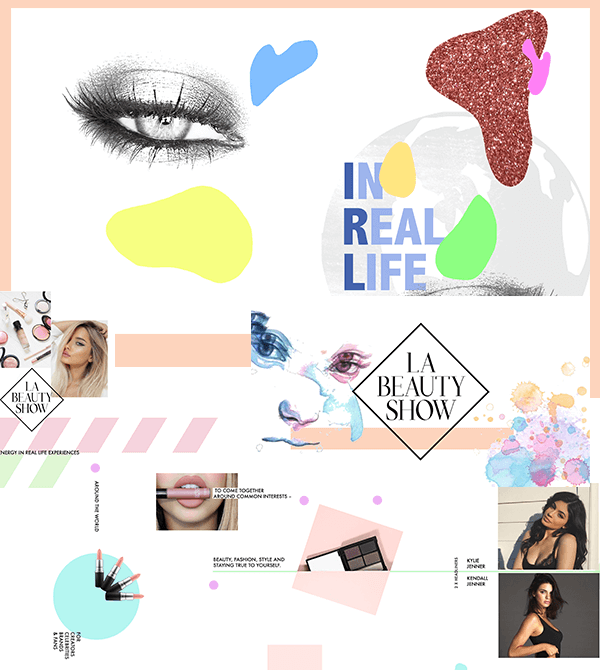 IN
REAL
LIFE
LA
BEAUTY
SHOW
LA
BEAUTY
SHOW
ENERGY IN REAL LIFE EXPERIENCES
AROUND THE WORLD
TO COME TOGETHER
AROUND COMMON INTERESTS –
BEAUTY, FASHION, STYLE AND
STAYING TRUE TO YOURSELF.
2 X HEADLINERS
KYLIE
JENNER
KENDALL
JENNER
FOR
CREATORS
CELEBRITIES
BRANDS
& FANS